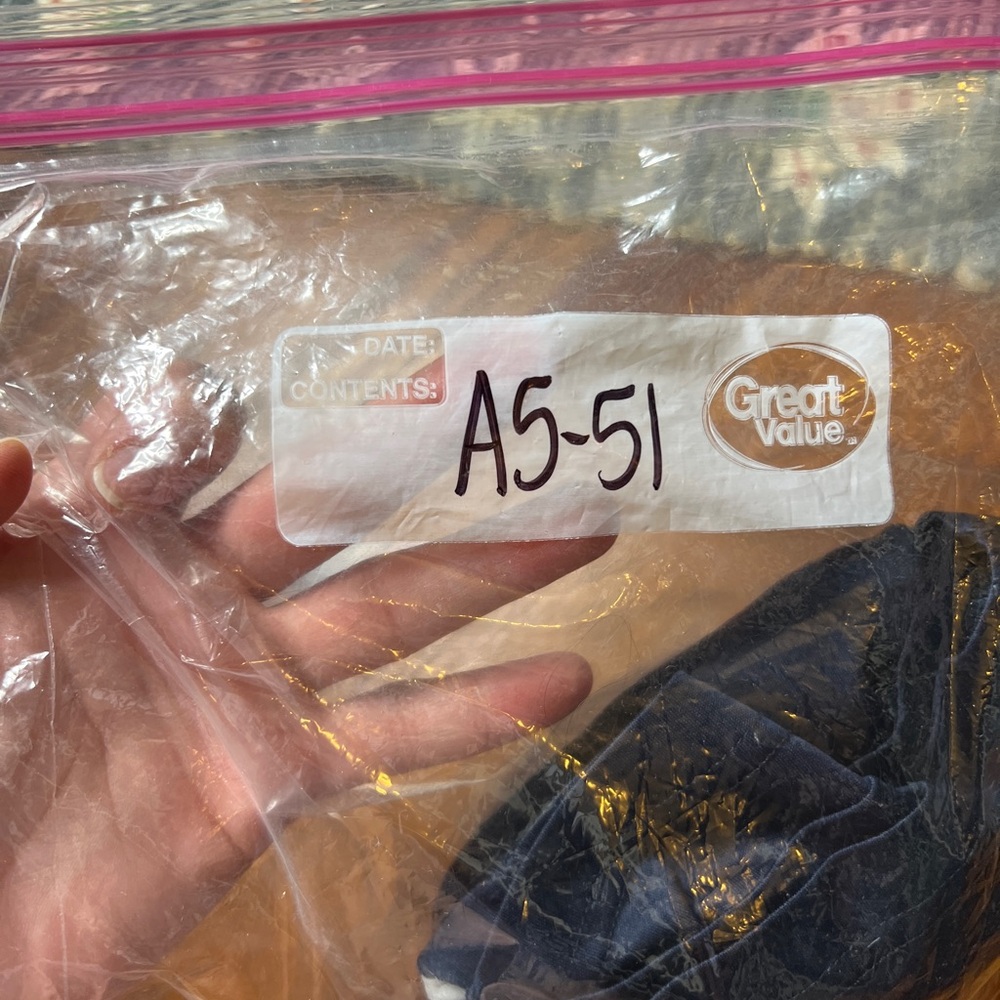 DATE:
CONTENTS:
A5-51
Great
Value